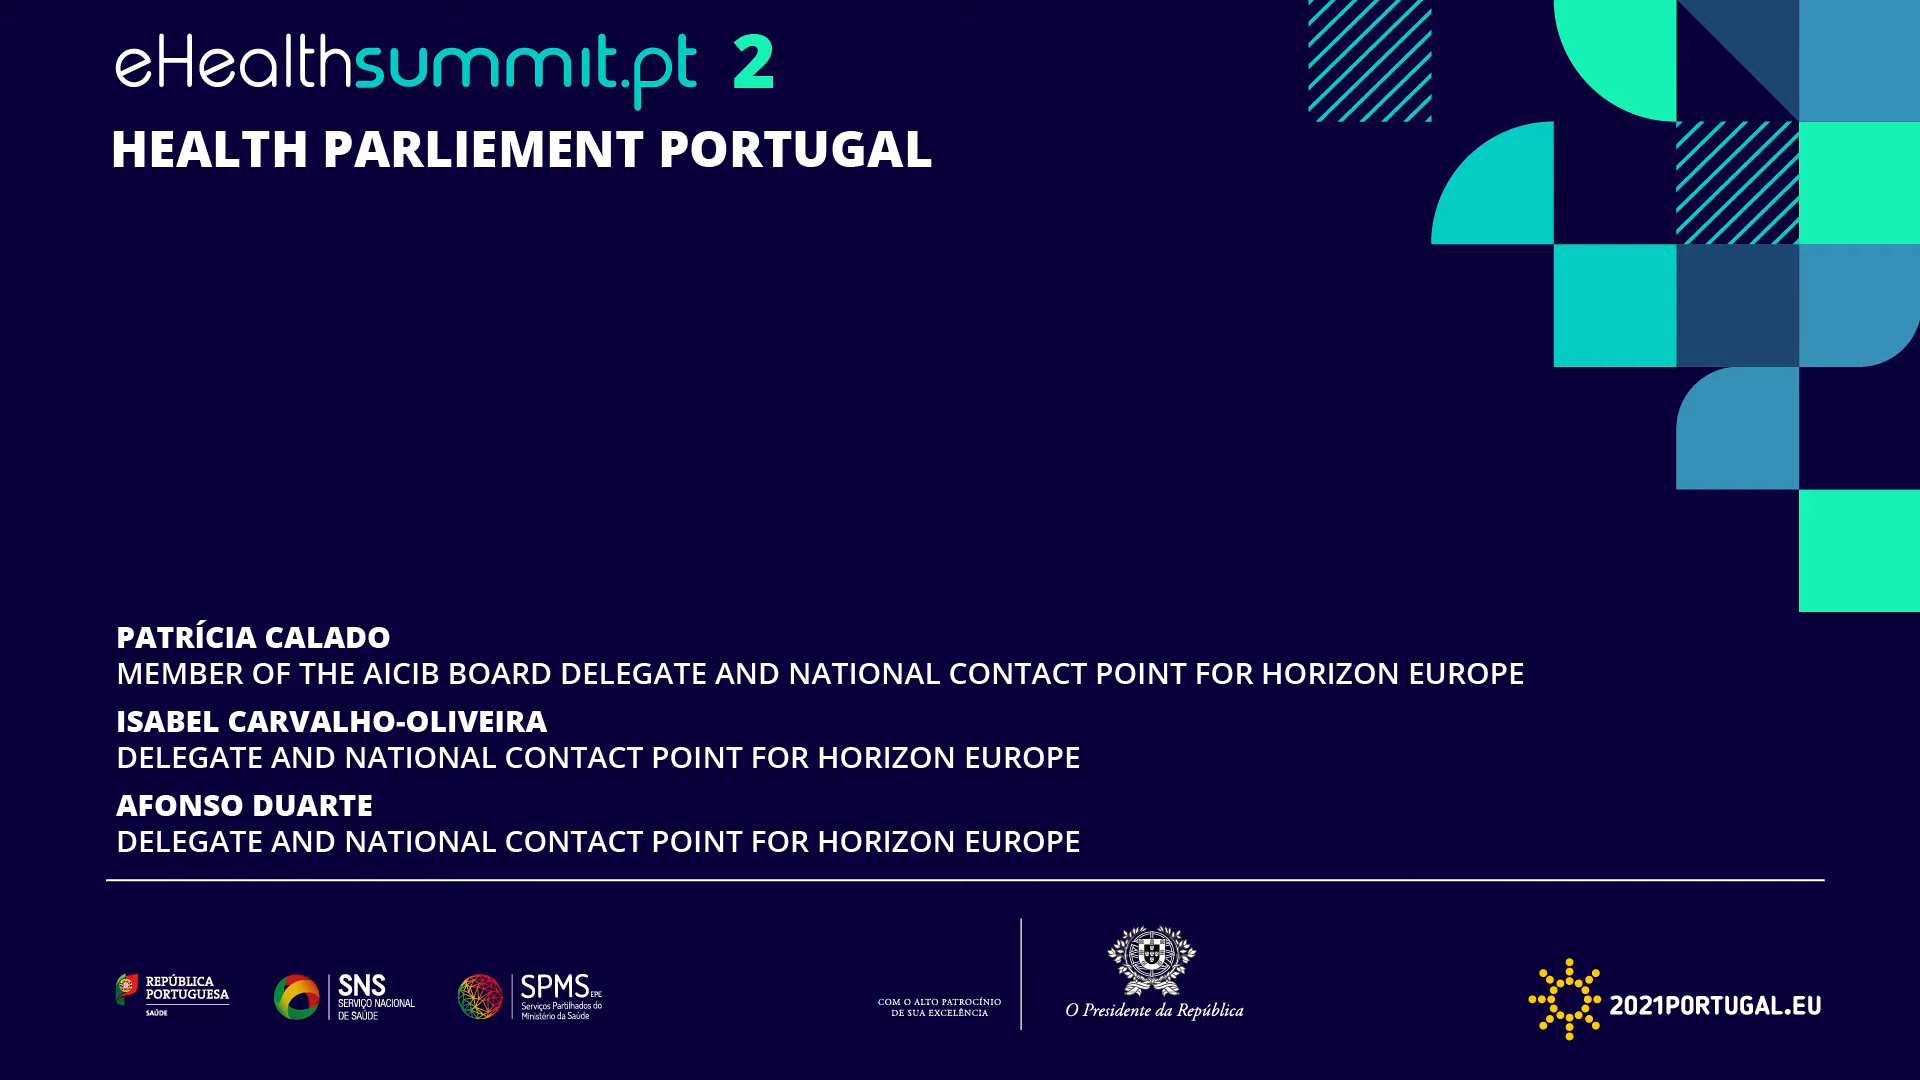 eHealthsummit.pt 2
HEALTH PARLIEMENT PORTUGAL
PATRÍCIA CALADO
MEMBER OF THE AICIB BOARD DELEGATE AND NATIONAL CONTACT POINT FOR HORIZON EUROPE
ISABEL CARVALHO-OLIVEIRA
DELEGATE AND NATIONAL CONTACT POINT FOR HORIZON EUROPE
AFONSO DUARTE
DELEGATE AND NATIONAL CONTACT POINT FOR HORIZON EUROPE
REPÚBLICA
PORTUGUESA
SAÚDE
SNS
SERVIÇO NACIONAL
DE SAÚDE
SPMS EPE
Serviços Partilhados do
Ministério da Saúde
COM O ALTO PATROCÍNIO
DE SUA EXCELÊNCIA
O Presidente da República
2021PORTUGAL.EU